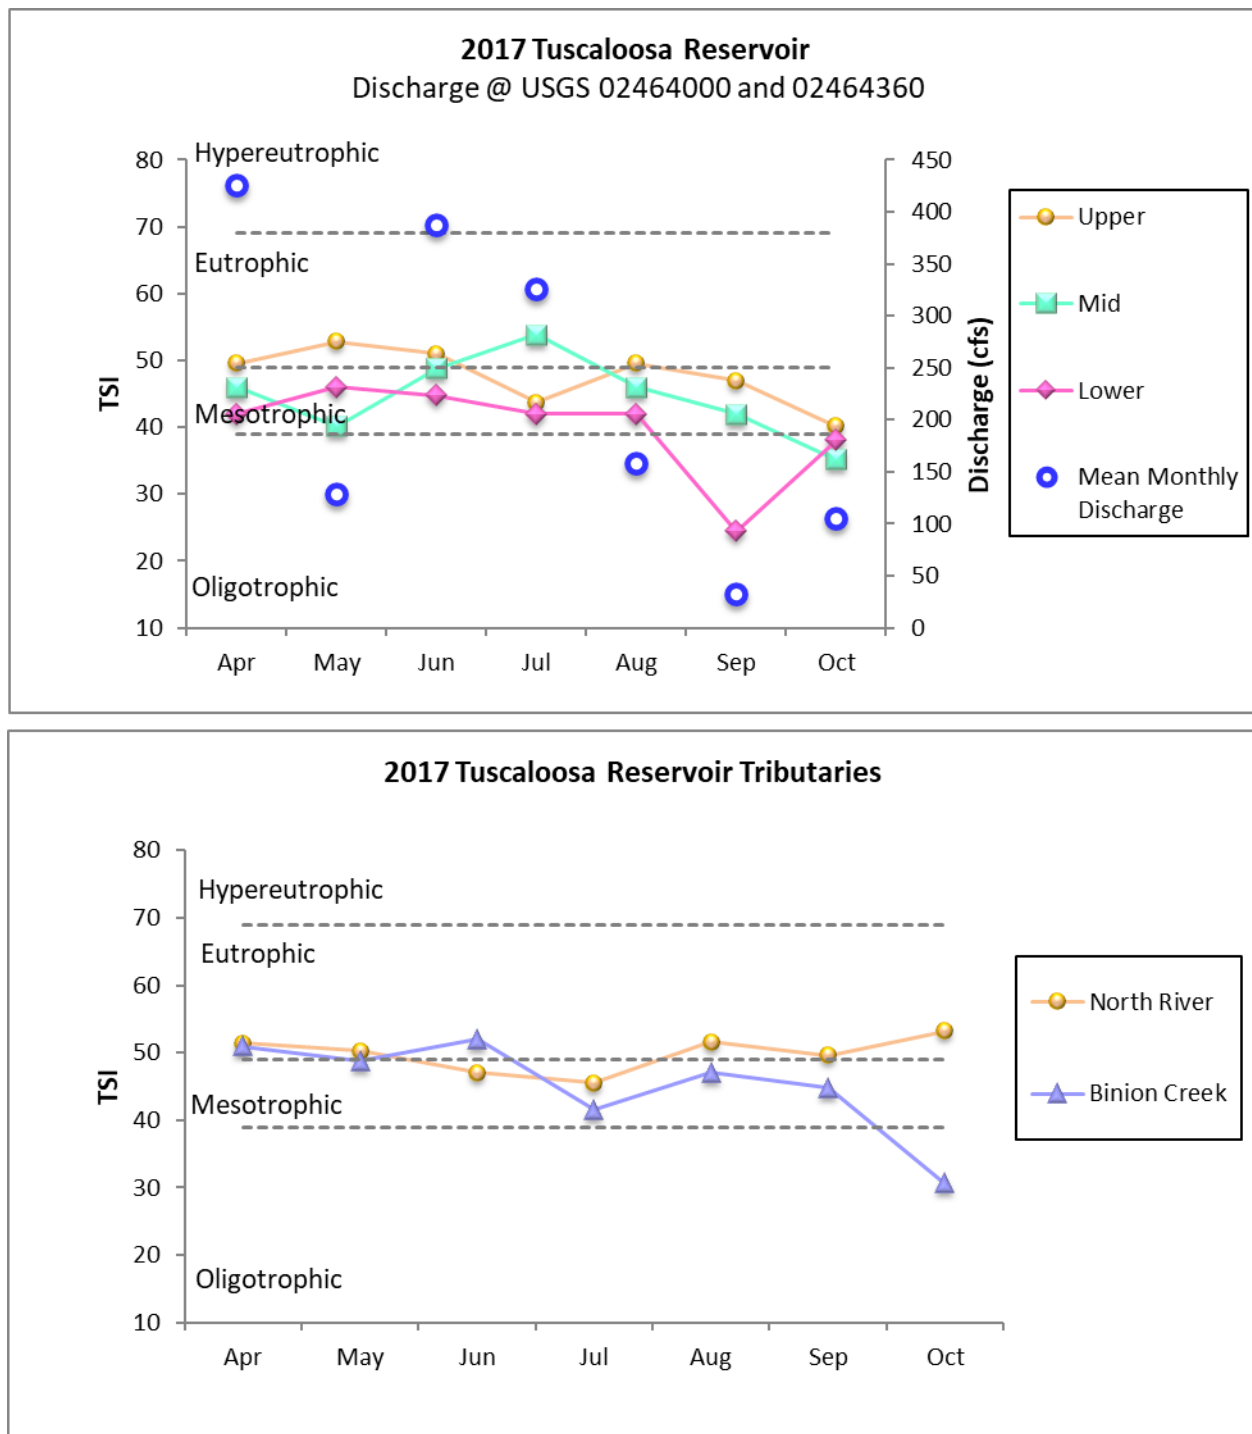 2017 Tuscaloosa Reservoir
Discharge @ USGS 02464000 and 02464360
Hypereutrophic
Eutrophic
Mesotrophic
Oligotrophic
TSI
80
70
60
50
40
30
20
10
Discharge (cfs)
450
400
350
300
250
200
150
100
50
0
Apr May Jun Jul Aug Sep Oct
Upper
Mid
Lower
Mean Monthly
Discharge
2017 Tuscaloosa Reservoir Tributaries
Hypereutrophic
Eutrophic
Mesotrophic
Oligotrophic
TSI
80
70
60
50
40
30
20
10
Apr May Jun Jul Aug Sep Oct
North River
Binion Creek